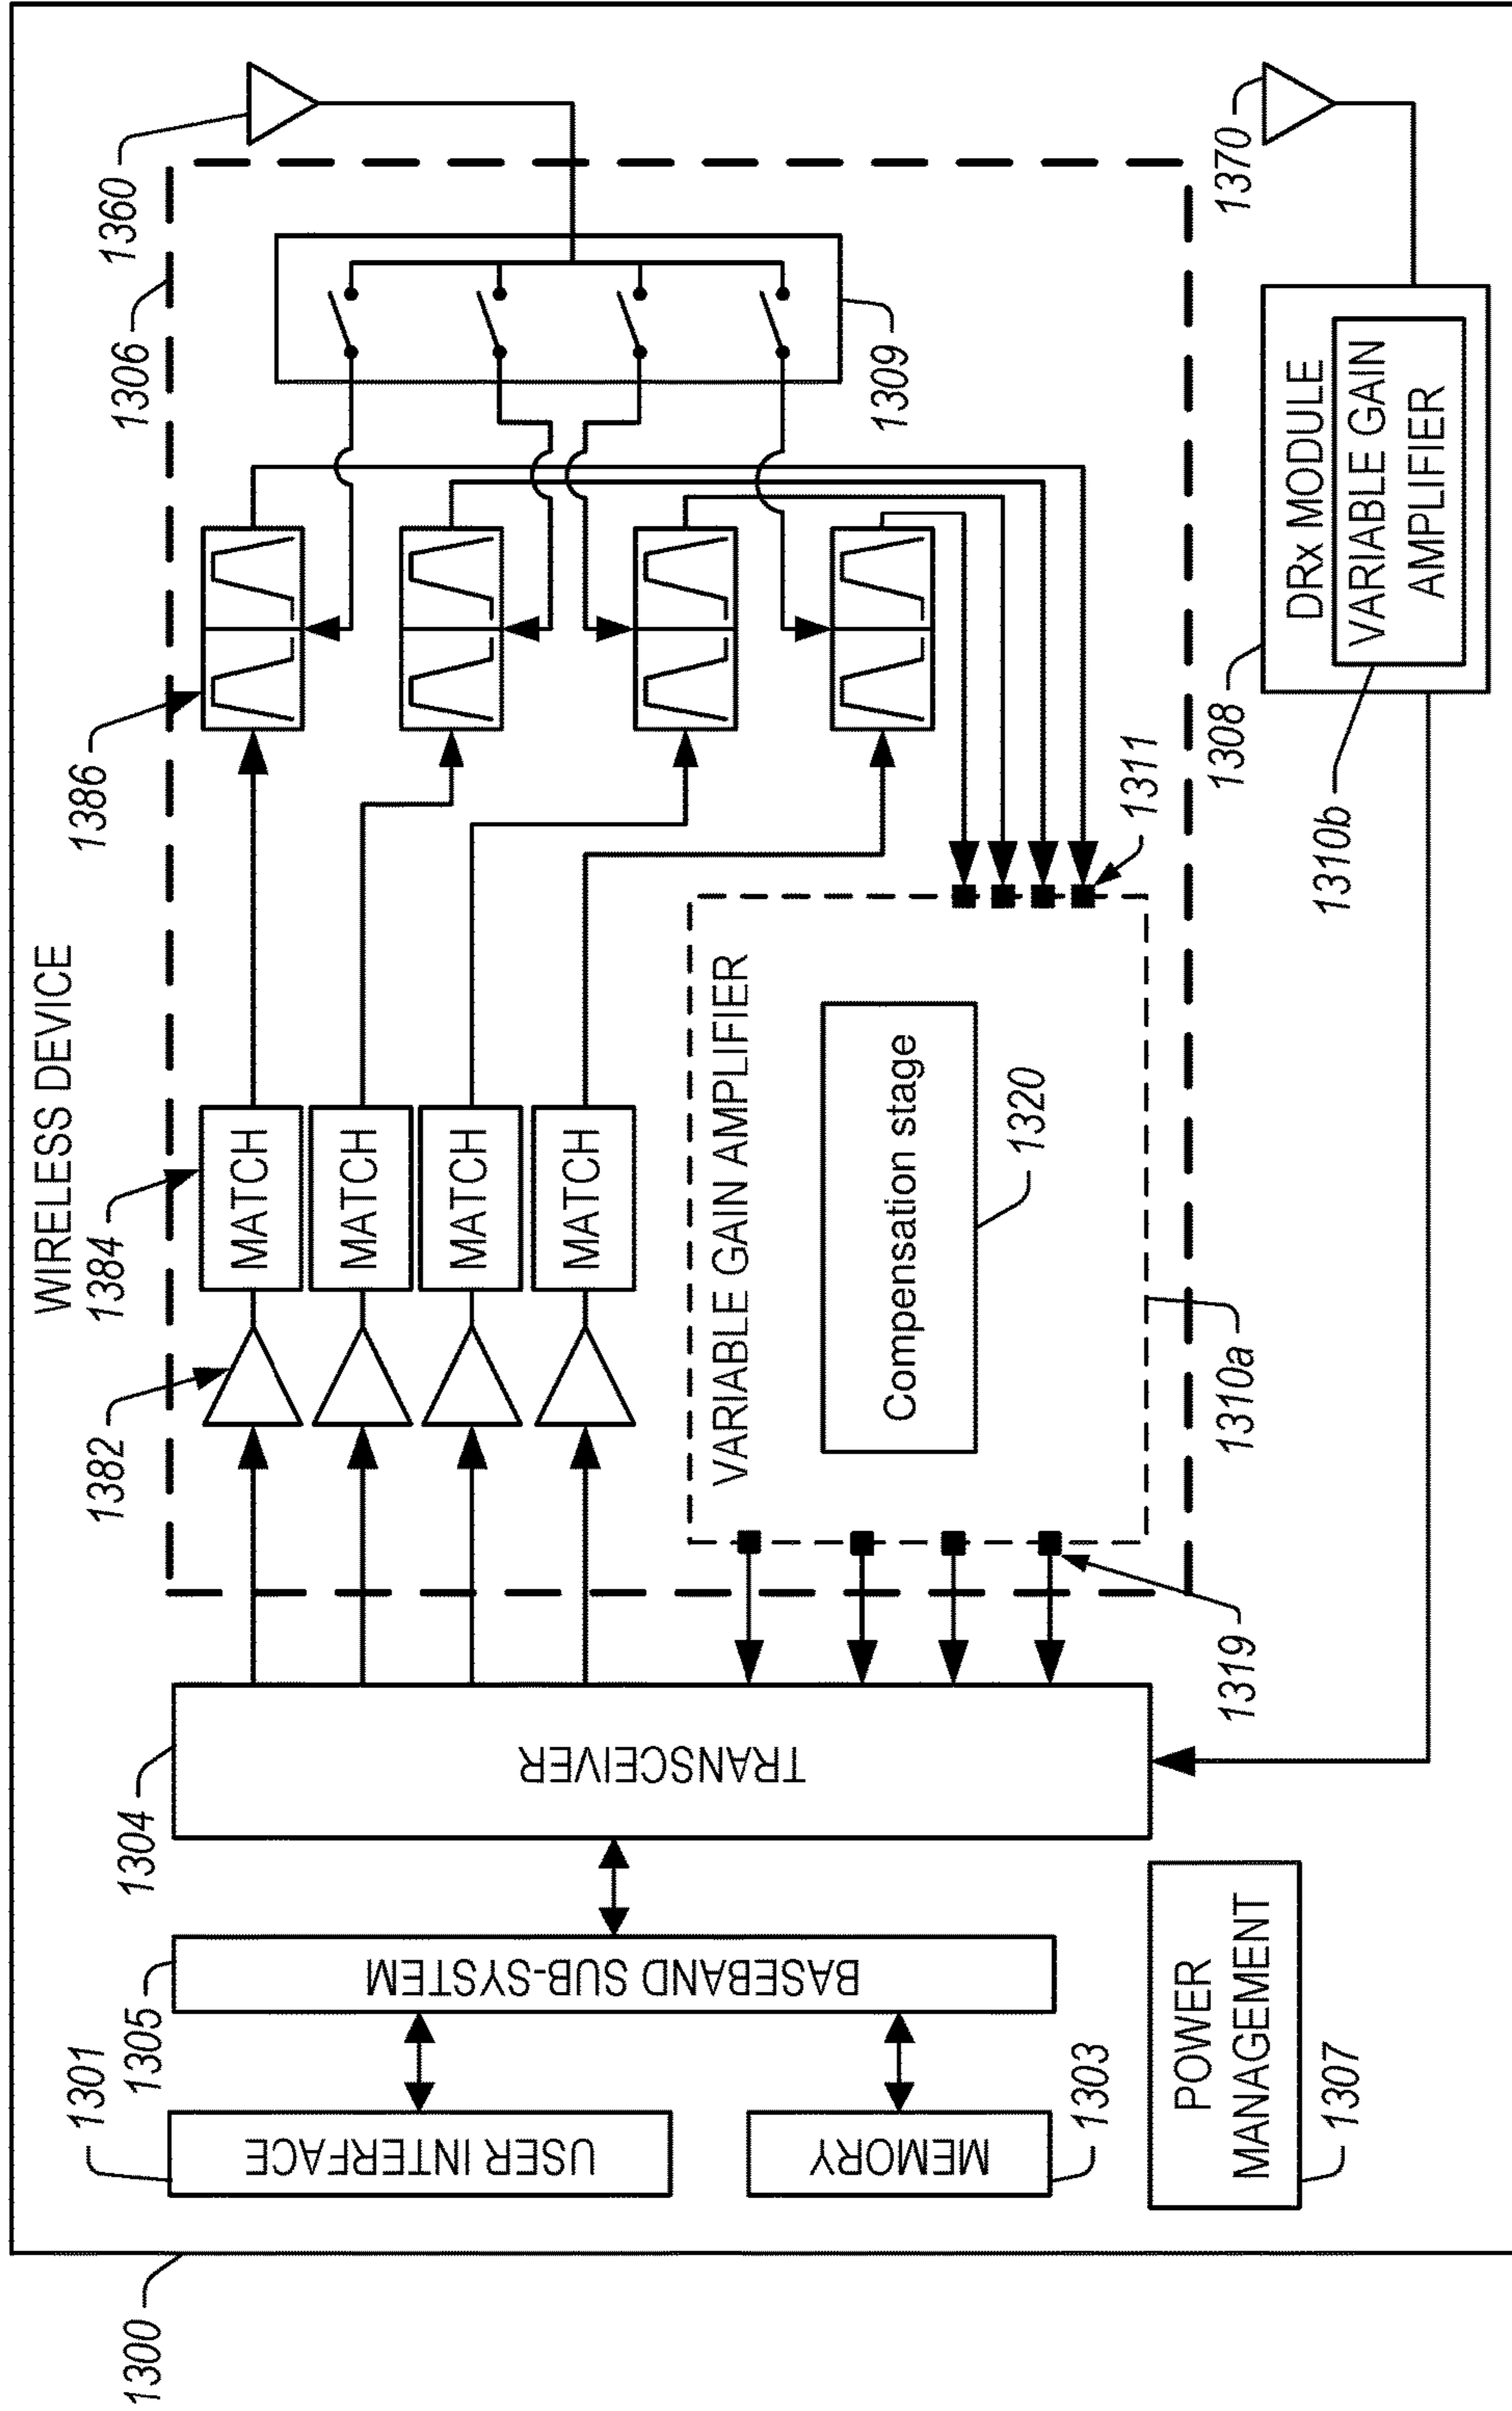 1300
WIRELESS DEVICE
1301
USER INTERFACE
1303
MEMORY
1305
BASEBAND SUB-SYSTEM
1304
TRANSCEIVER
POWER
MANAGEMENT
1307
1382
1384
MATCH
MATCH
MATCH
MATCH
1386
1306
1360
1309
VARIABLE GAIN AMPLIFIER
Compensation stage
1320
1310a
1311
1319
1308
DRx MODULE
VARIABLE GAIN
AMPLIFIER
1310b
1370